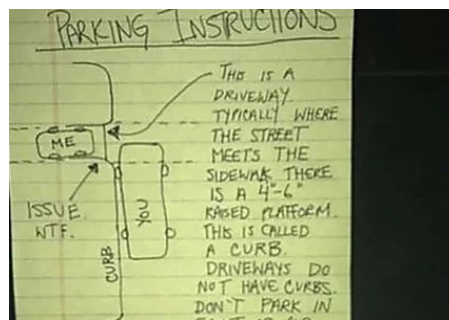 PARKING INSTRUCTIONS
THIS IS A
DRIVEWAY.
TYPICALLY WHERE
THE STREET
MEETS THE
SIDEWALK THERE
IS A 4"-6"
RAISED PLATFORM.
THIS IS CALLED
A CURB.
DRIVEWAYS DO
NOT HAVE CURBS.
DON'T PARK IN
ME
ISSUE.
WTF.
YOU
CURB